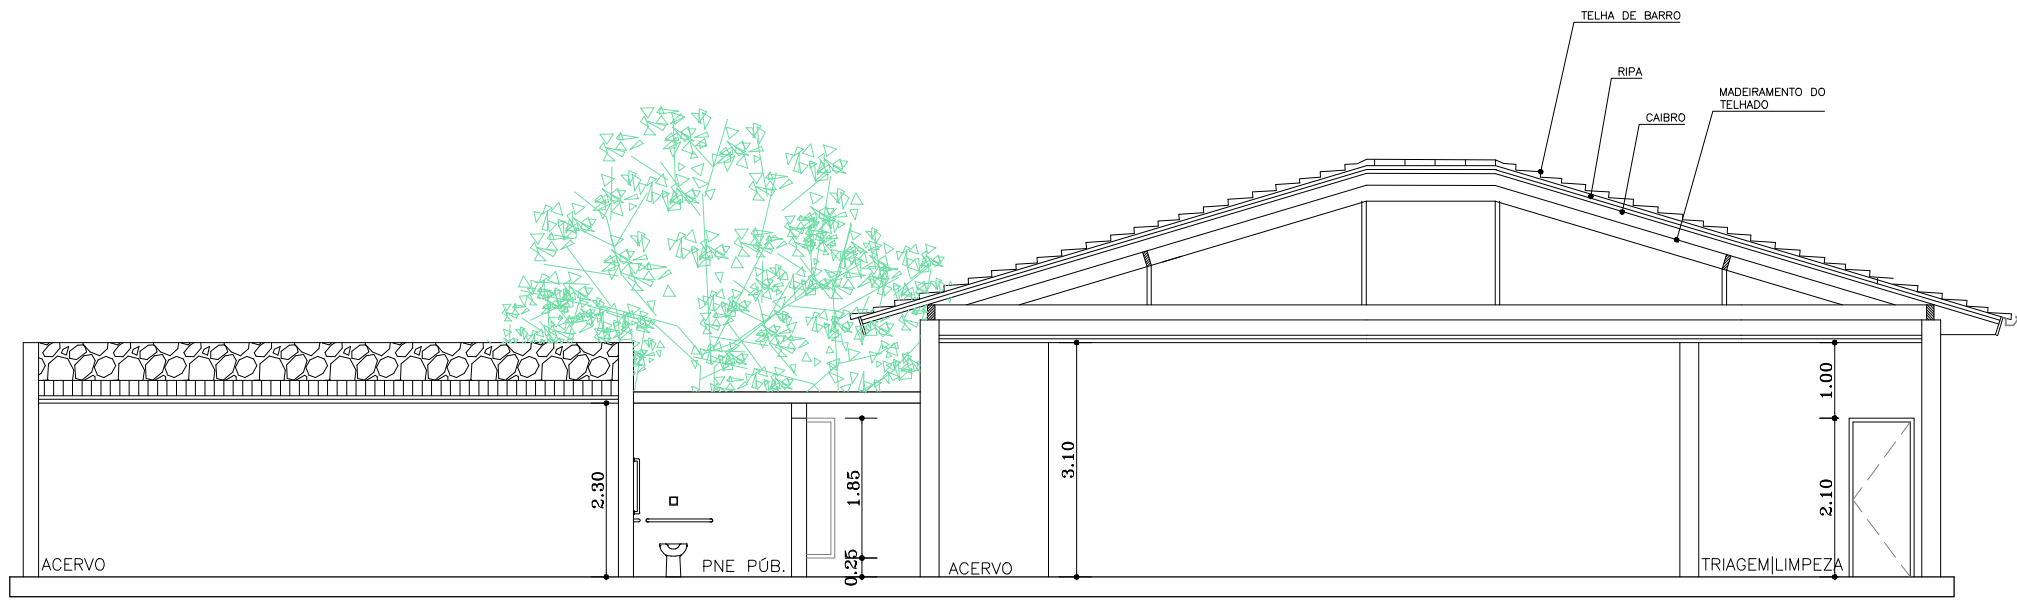 TELHA DE BARRO
RIPA
MADEIRAMENTO DO
TELHADO
CAIBRO
1.00
3.10
2.30
1.85
2.10
0.25
ACERVO
PNE PÚB.
ACERVO
TRIAGEM|LIMPEZA